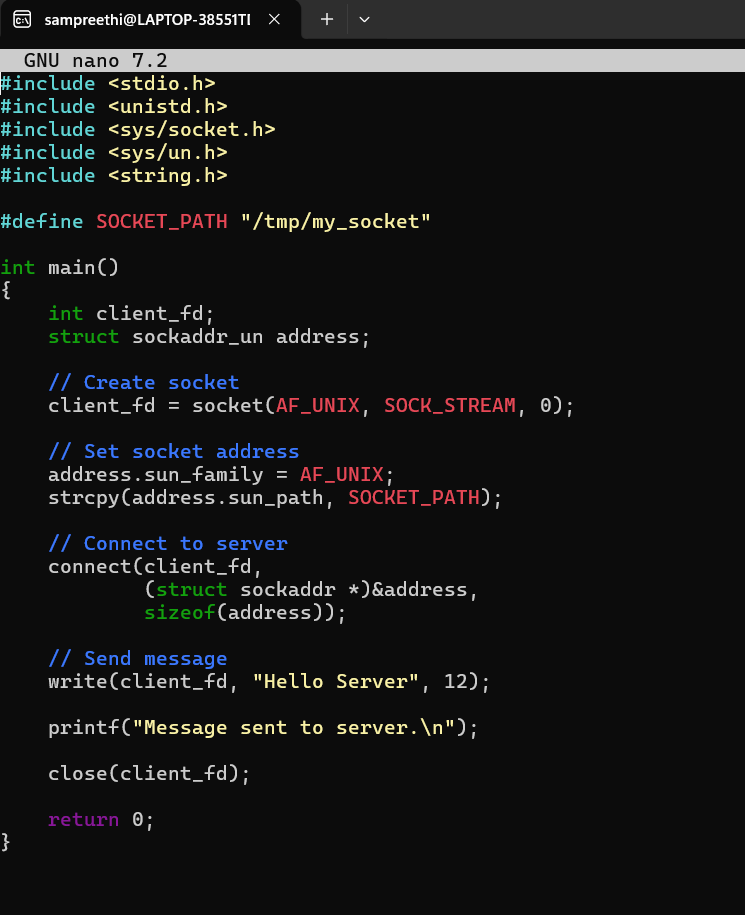 sampreethi@LAPTOP-38551TI
GNU nano 7.2
#include <stdio.h>
#include <unistd.h>
#include <sys/socket.h>
#include <sys/un.h>
#include <string.h>

#define SOCKET_PATH "/tmp/my_socket"

int main()
{
    int client_fd;
    struct sockaddr_un address;

    // Create socket
    client_fd = socket(AF_UNIX, SOCK_STREAM, 0);

    // Set socket address
    address.sun_family = AF_UNIX;
    strcpy(address.sun_path, SOCKET_PATH);

    // Connect to server
    connect(client_fd,
            (struct sockaddr *)&address,
            sizeof(address));

    // Send message
    write(client_fd, "Hello Server", 12);

    printf("Message sent to server.\n");

    close(client_fd);

    return 0;
}